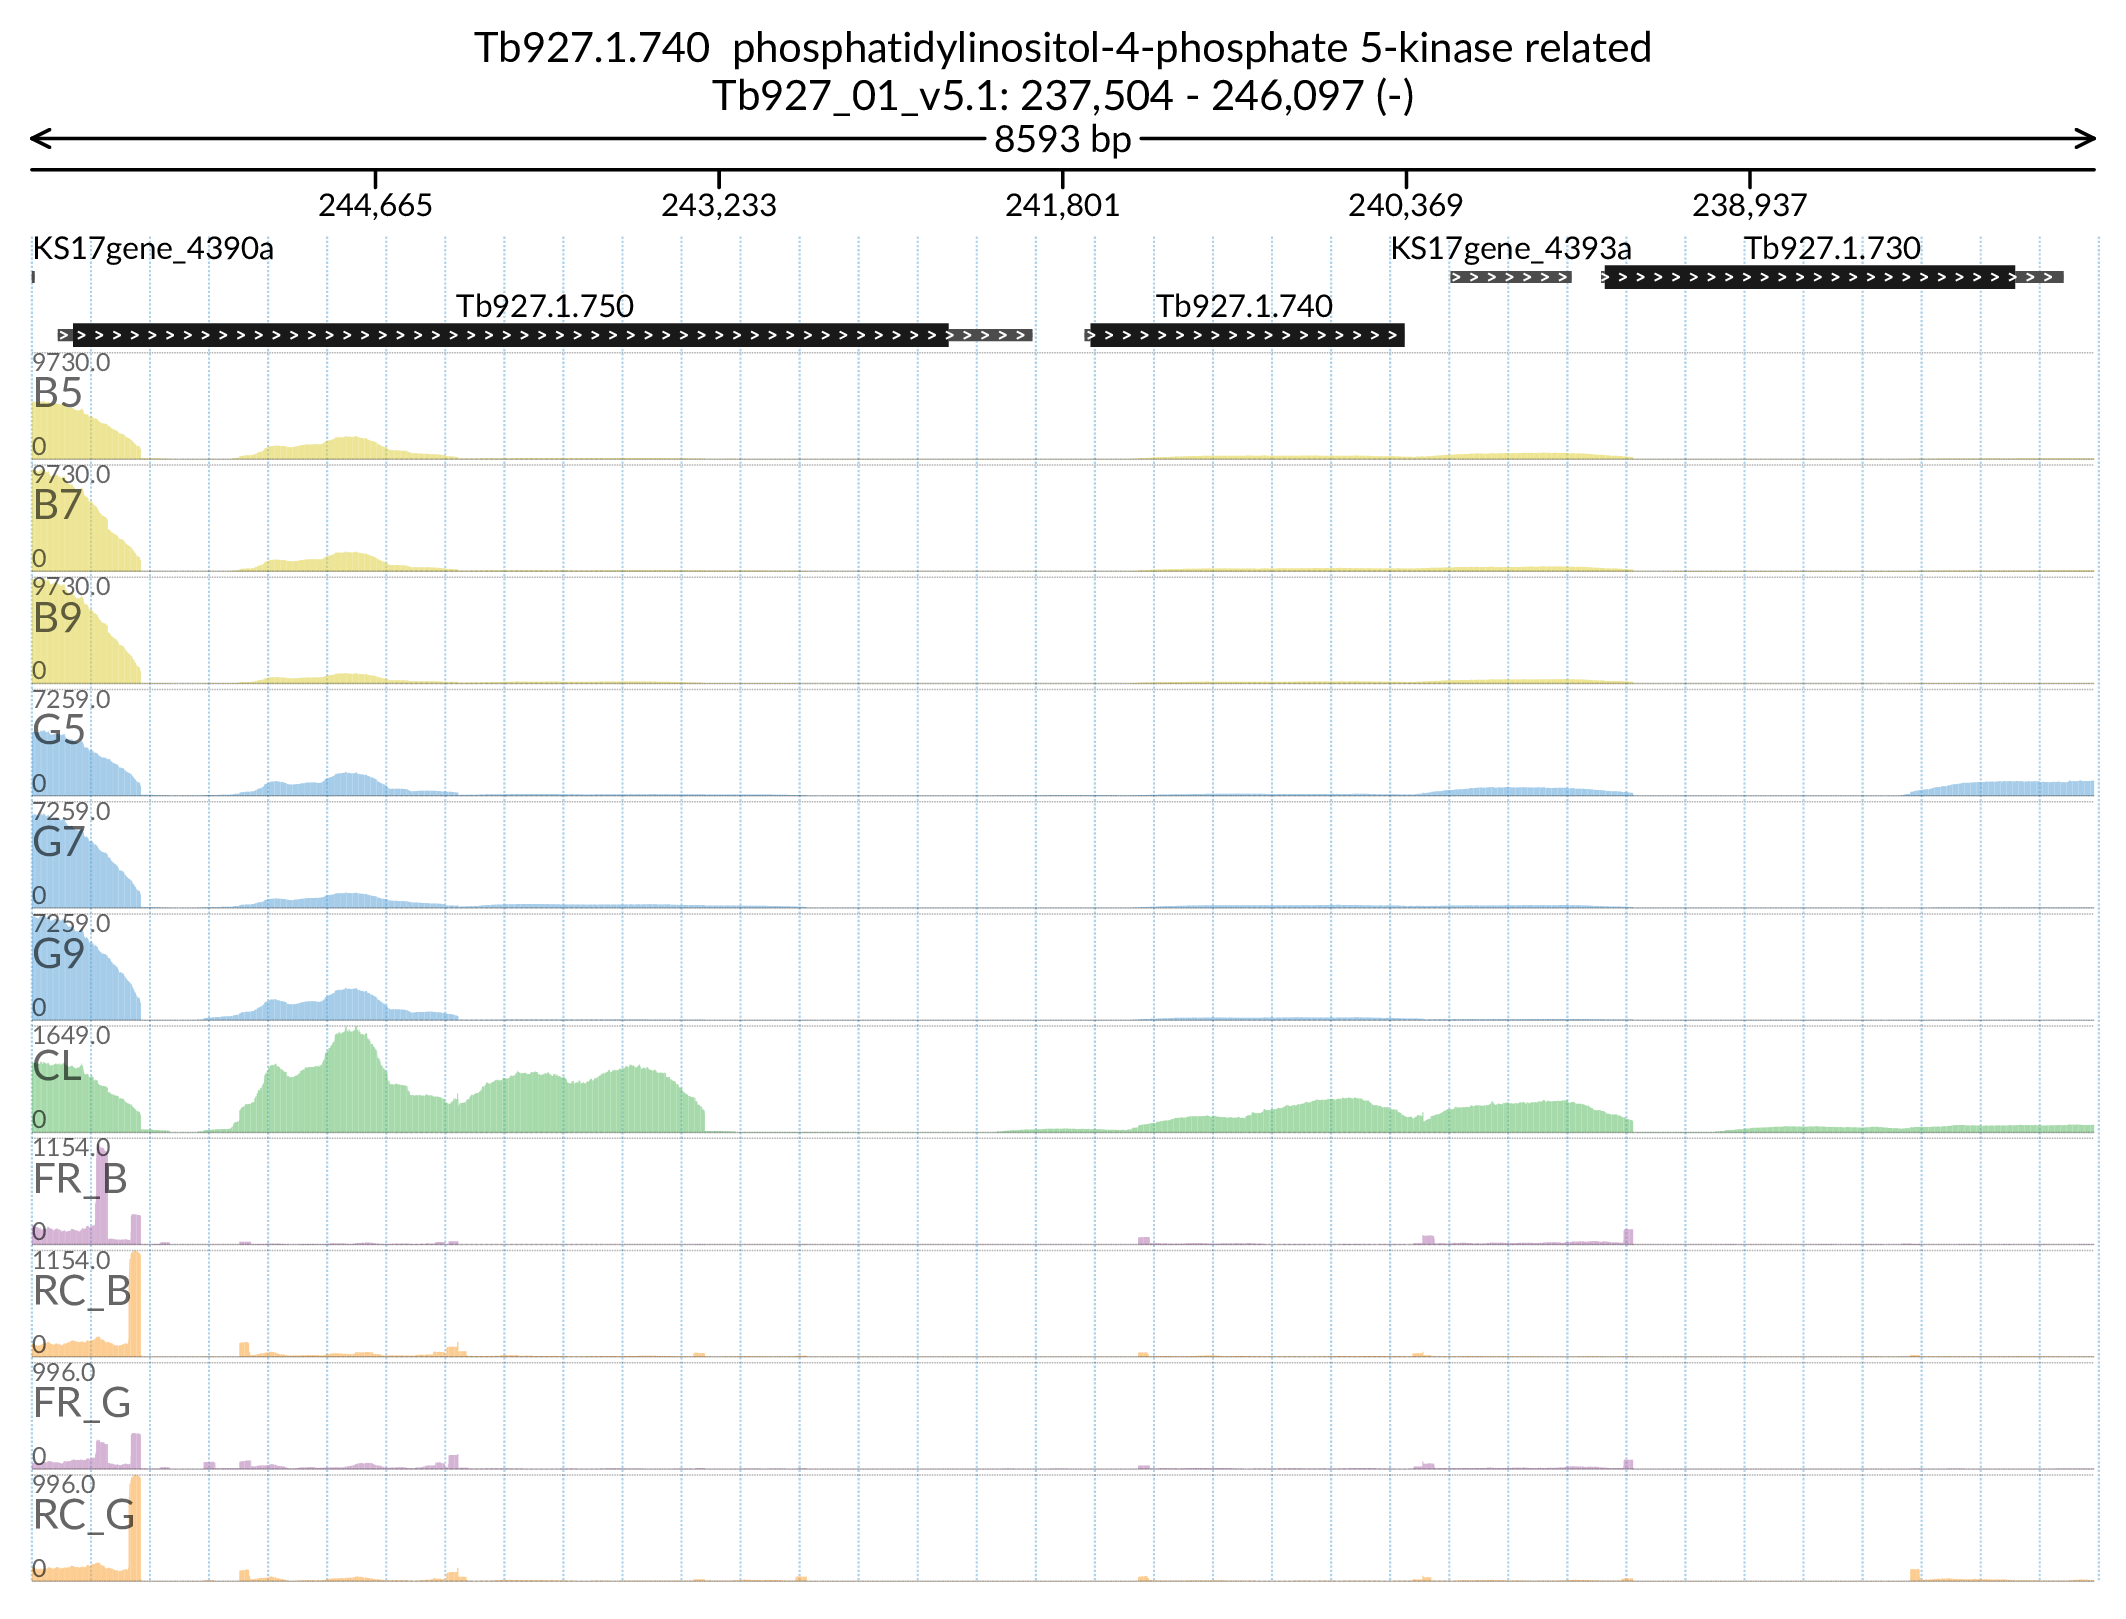 Tb927.1.740  phosphatidylinositol-4-phosphate 5-kinase related
Tb927_01_v5.1: 237,504 - 246,097 (-)
8593 bp
244,665 243,233 241,801 240,369 238,937
KS17gene_4390a KS17gene_4393a Tb927.1.730
Tb927.1.750 Tb927.1.740
9730.0
B5
0
9730.0
B7
0
9730.0
B9
0
7259.0
G5
0
7259.0
G7
0
7259.0
G9
0
1649.0
CL
0
1154.0
FR_B
0
1154.0
RC_B
0
996.0
FR_G
0
996.0
RC_G
0